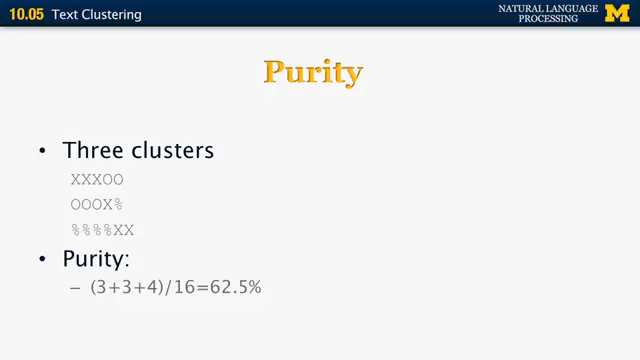 10.05 Text Clustering
NATURAL LANGUAGE
PROCESSING
M
Purity
• Three clusters
XXXOO
OOOX%
%%%%XX
• Purity:
– (3+3+4)/16=62.5%